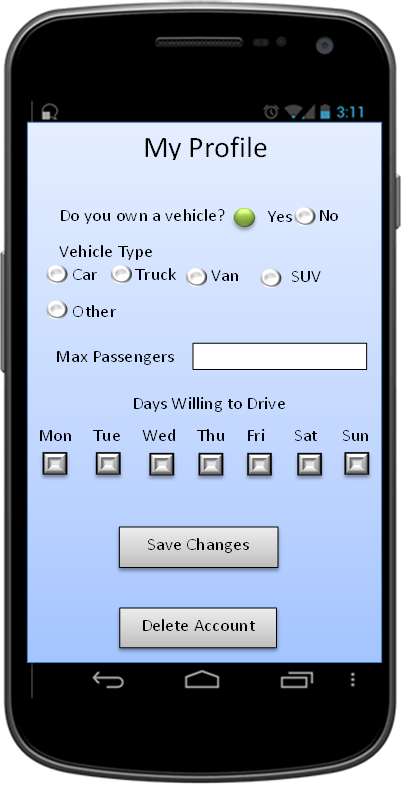 3:11
My Profile
Do you own a vehicle? Yes No
Vehicle Type
Car Truck Van SUV
Other
Max Passengers
Days Willing to Drive
Mon Tue Wed Thu Fri Sat Sun
Save Changes
Delete Account